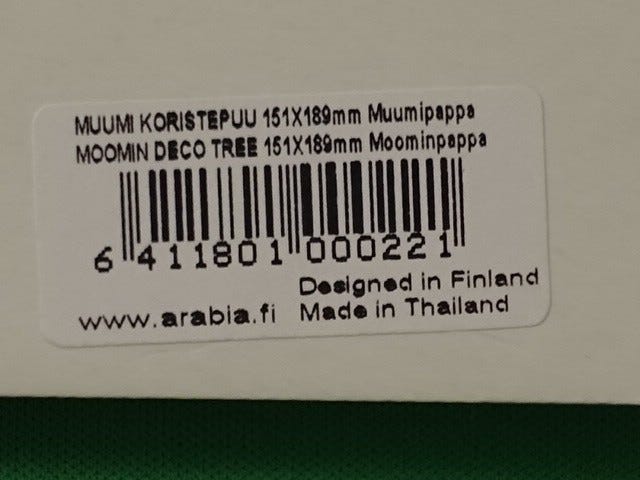 MUUMI KORISTEPUU 151X189mm Muumipappa
MOOMIN DECO TREE 151X189mm Moominpappa
6 411801 000221
Designed in Finland
www.arabia.fi Made in Thailand